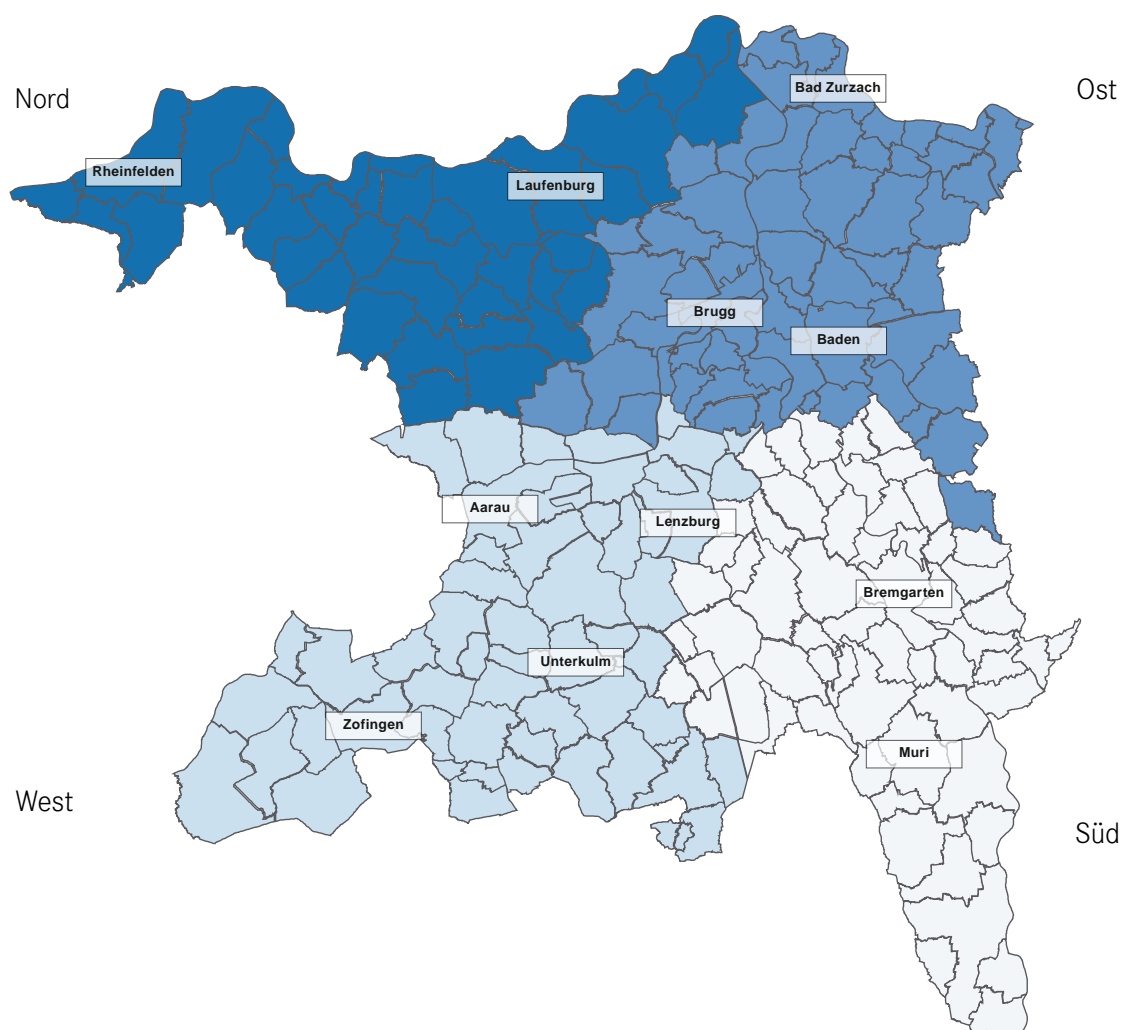 Bad Zurzach
Ost
Nord
Rheinfelden
Laufenburg
Brugg
Baden
Aarau
Lenzburg
Bremgarten
Unterkulm
Zofingen
Muri
West
Süd